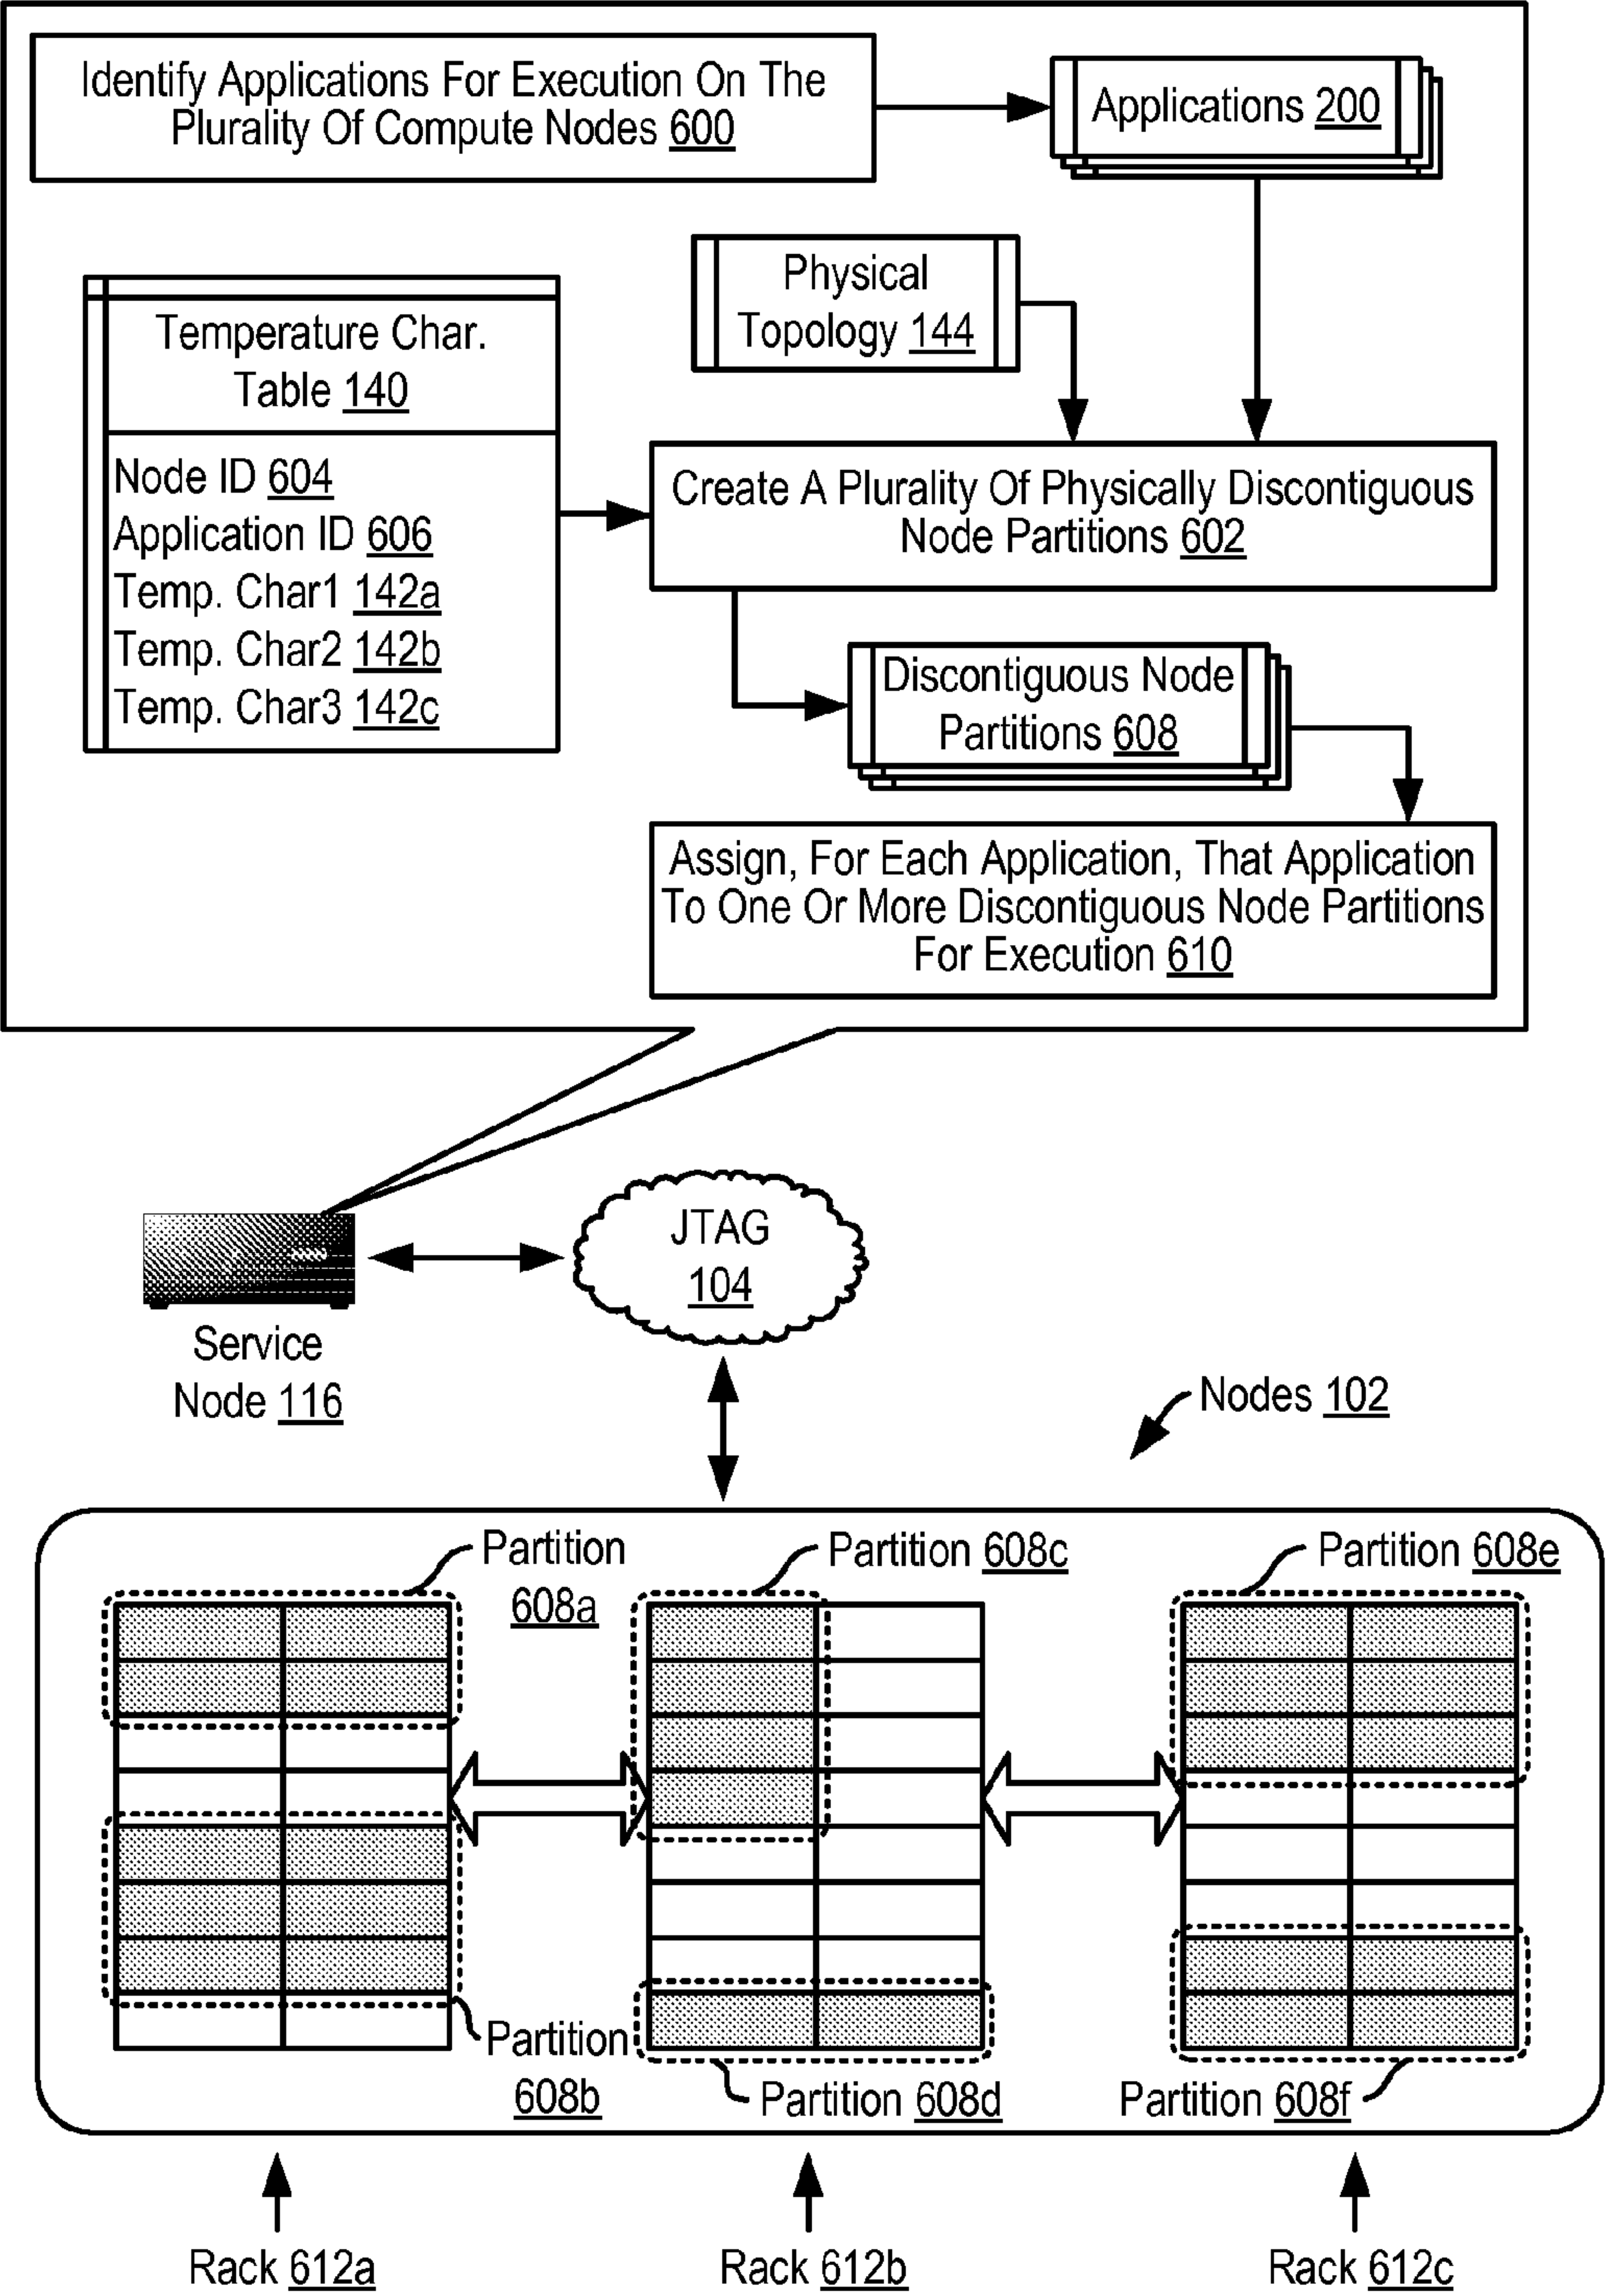 Identify Applications For Execution On The
Plurality Of Compute Nodes 600
Applications 200
Physical
Topology 144
Temperature Char.
Table 140
Node ID 604
Application ID 606
Temp. Char1 142a
Temp. Char2 142b
Temp. Char3 142c
Create A Plurality Of Physically Discontiguous
Node Partitions 602
Discontiguous Node
Partitions 608
Assign, For Each Application, That Application
To One Or More Discontiguous Node Partitions
For Execution 610
JTAG
104
Service
Node 116
Nodes 102
Partition
608a
Partition 608c
Partition 608e
Partition
608b
Partition 608d
Partition 608f
Rack 612a
Rack 612b
Rack 612c